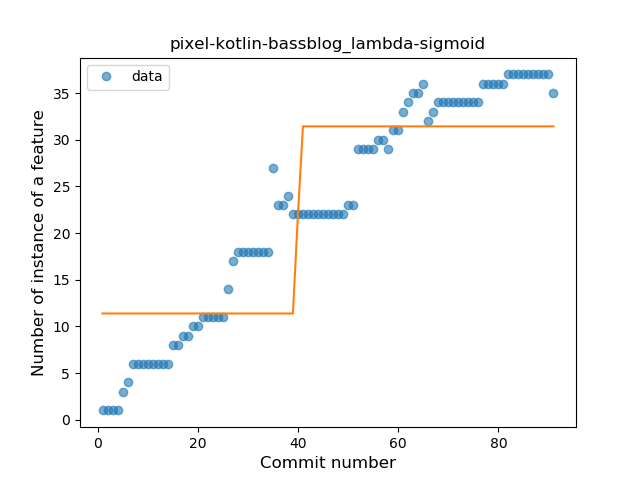 pixel-kotlin-bassblog_lambda-sigmoid
data
Number of instance of a feature
35
30
25
20
15
10
5
0
0 20 40 60 80
Commit number